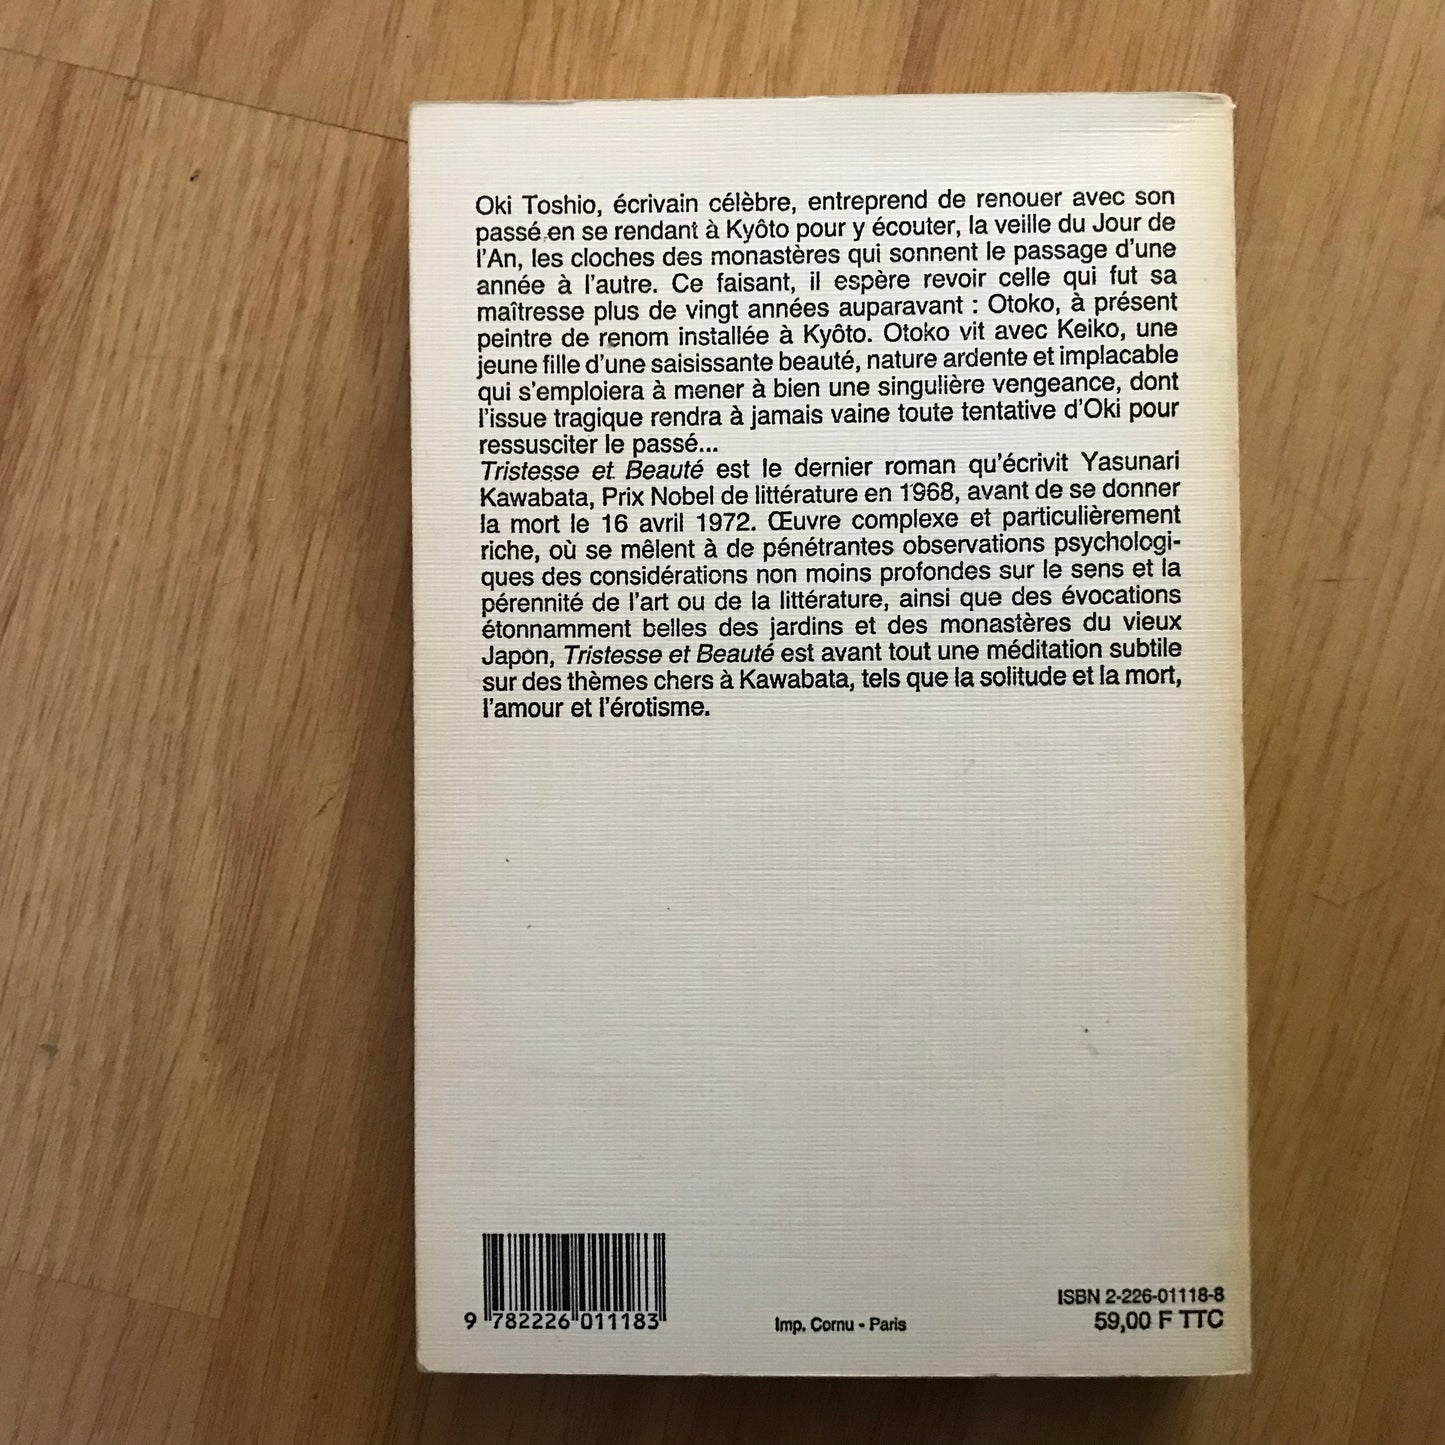 Oki Toshio, écrivain célèbre, entreprend de renouer avec son
passé en se rendant à Kyôto pour y écouter, la veille du Jour de
l'An, les cloches des monastères qui sonnent le passage d'une
année à l'autre. Ce faisant, il espère revoir celle qui fut sa
maîtresse plus de vingt années auparavant : Otoko, à présent
peintre de renom installée à Kyôto. Otoko vit avec Keiko, une
jeune fille d'une saisissante beauté, nature ardente et implacable
qui s'emploiera à mener à bien une singulière vengeance, dont
l'issue tragique rendra à jamais vaine toute tentative d'Oki pour
ressusciter le passé...
Tristesse et Beauté est le dernier roman qu'écrivit Yasunari
Kawabata, Prix Nobel de littérature en 1968, avant de se donner
la mort le 16 avril 1972. Œuvre complexe et particulièrement
riche, où se mêlent à de pénétrantes observations psychologi-
ques des considérations non moins profondes sur le sens et la
pérennité de l'art ou de la littérature, ainsi que des évocations
étonnamment belles des jardins et des monastères du vieux
Japon, Tristesse et Beauté est avant tout une méditation subtile
sur des thèmes chers à Kawabata, tels que la solitude et la mort,
l'amour et l'érotisme.
9 782226 011183
Imp. Cornu - Paris
ISBN 2-226-01118-8
59,00 F TTC